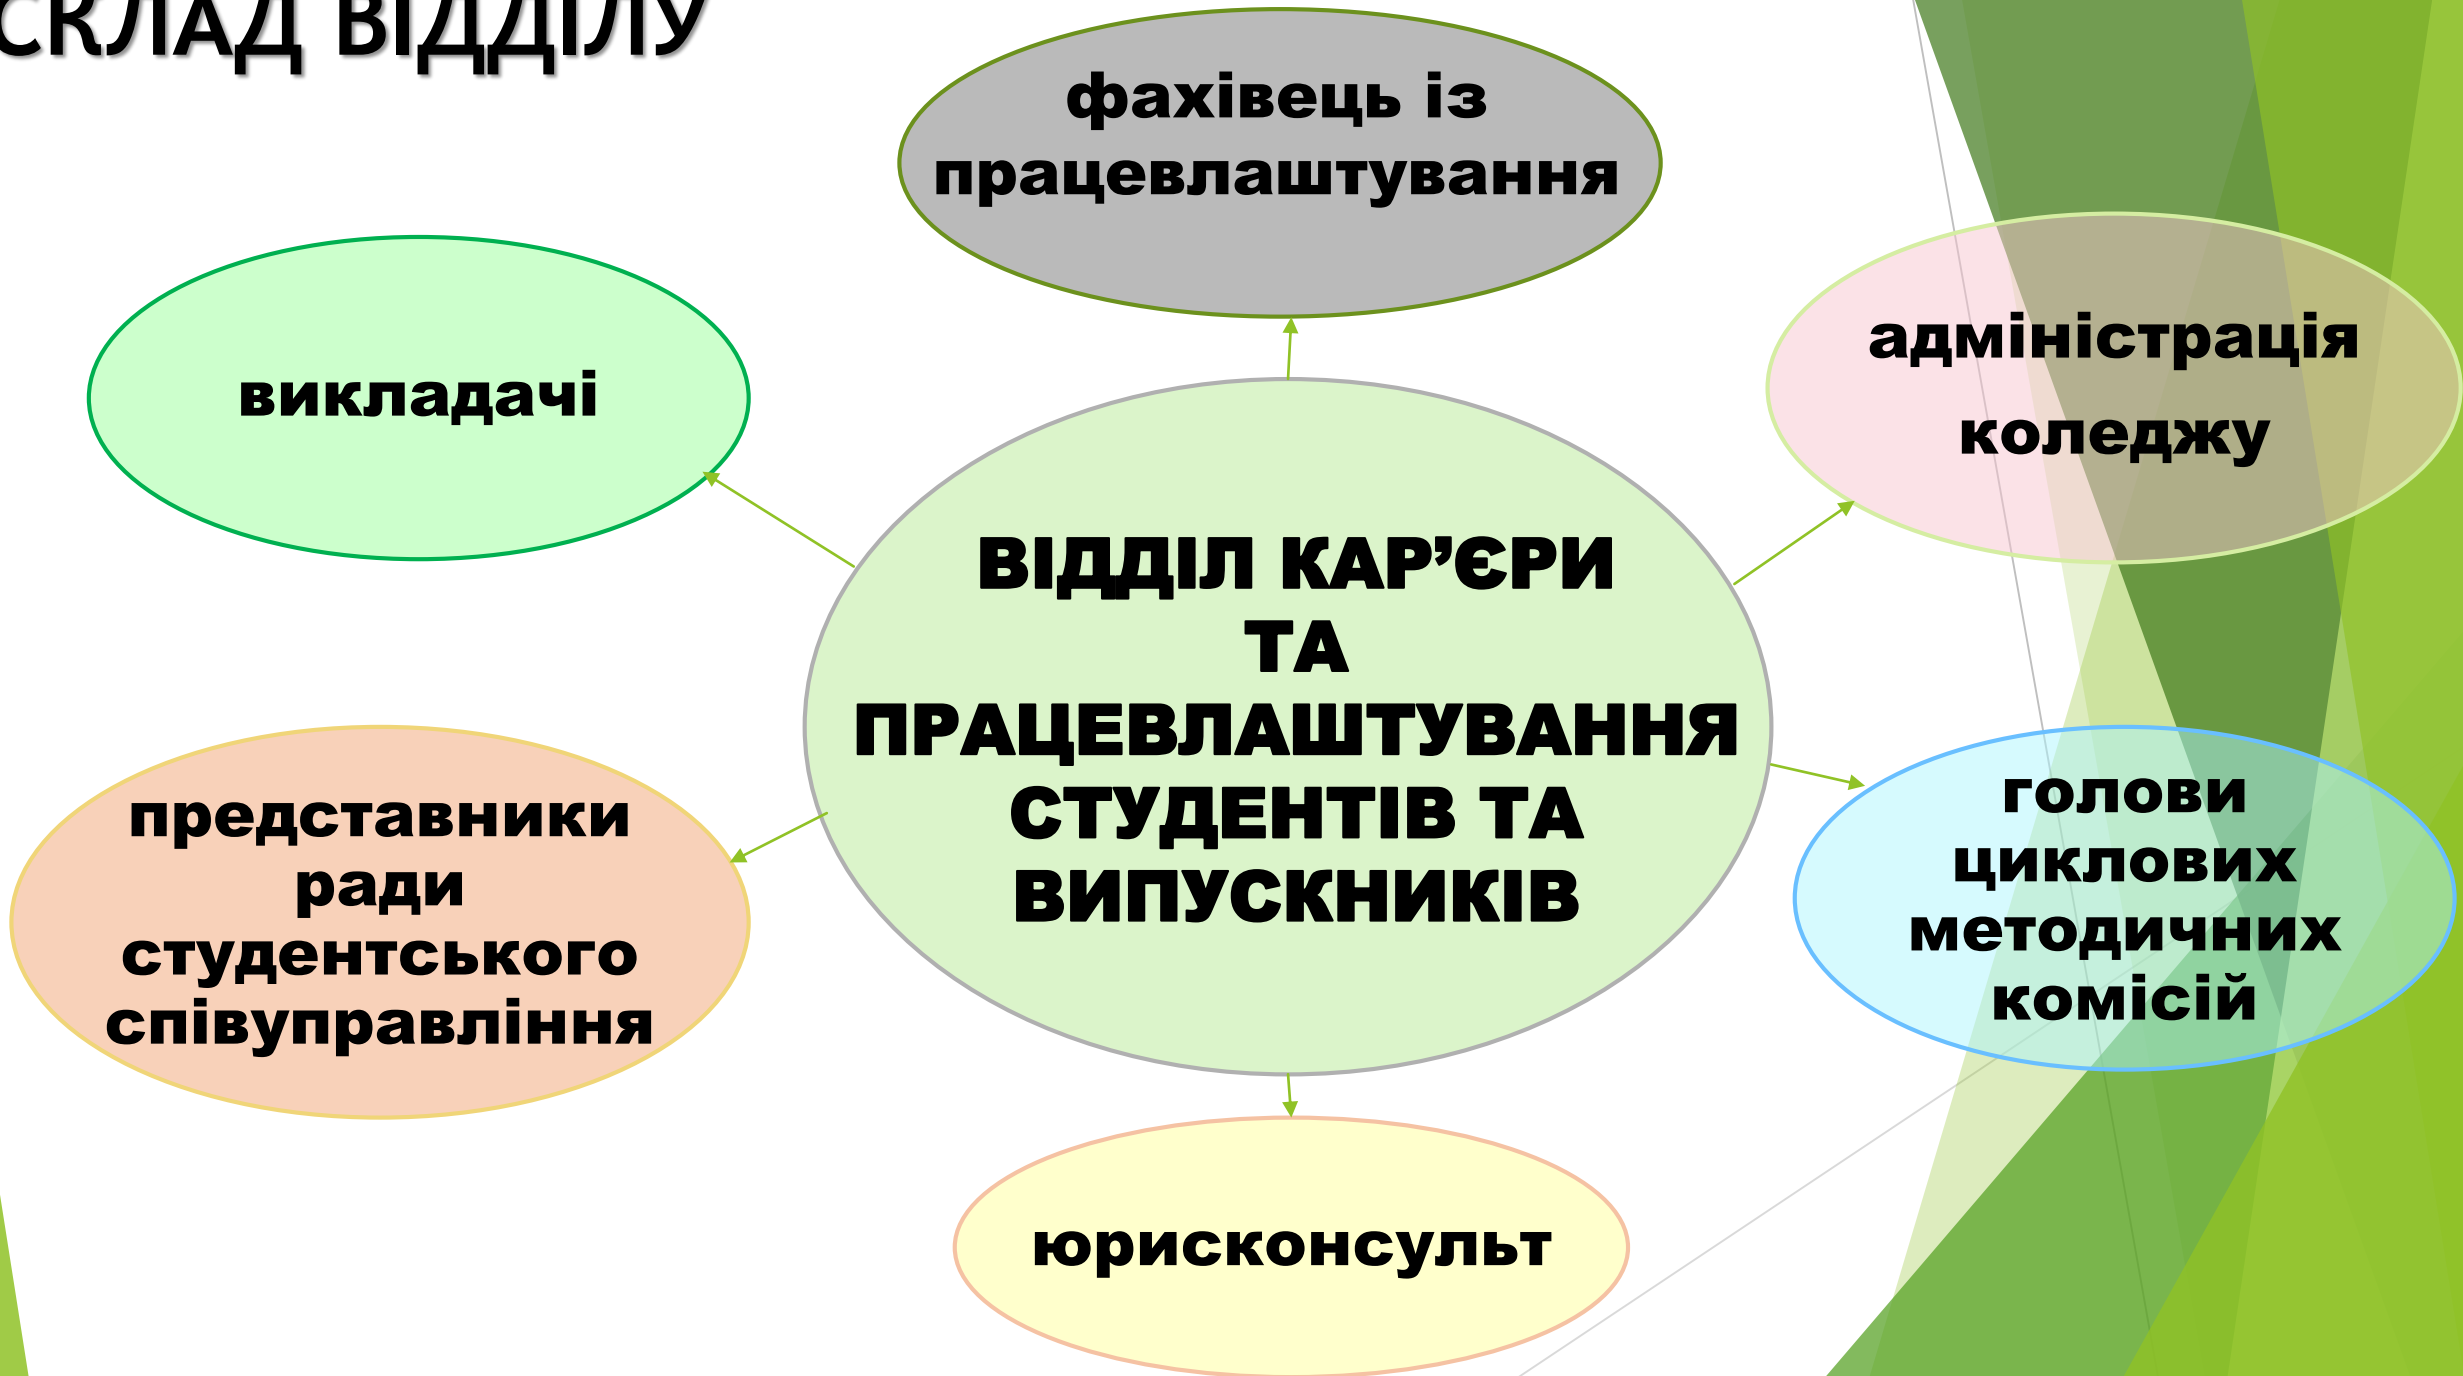 СКЛАД ВІДДІЛУ
фахівець із
працевлаштування
викладачі
адміністрація
коледжу
ВІДДІЛ КАР’ЄРИ
ТА
ПРАЦЕВЛАШТУВАННЯ
СТУДЕНТІВ ТА
ВИПУСКНИКІВ
представники
ради
студентського
співуправління
голови
циклових
методичних
комісій
юрисконсульт